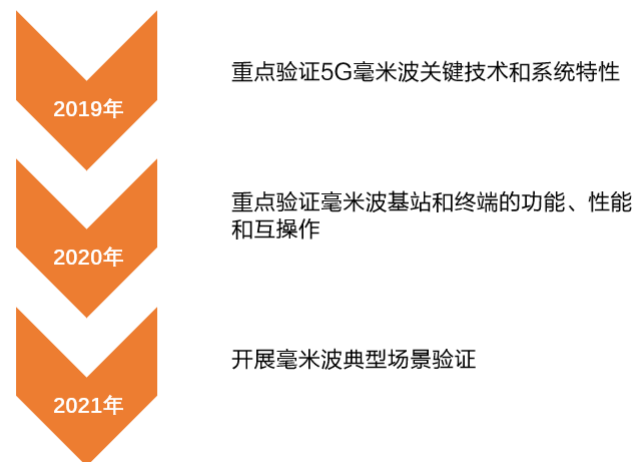 2019年
重点验证5G毫米波关键技术和系统特性
2020年
重点验证毫米波基站和终端的功能、性能
和互操作
2021年
开展毫米波典型场景验证